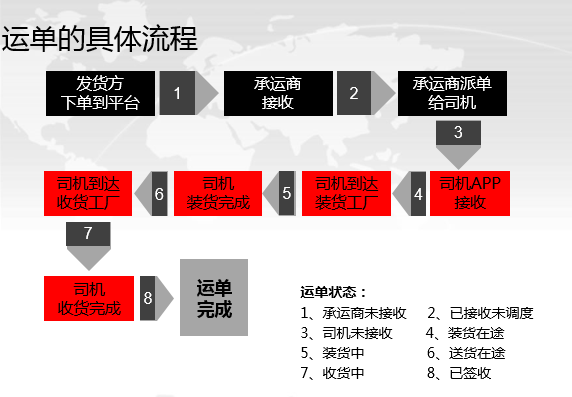 运单的具体流程
发货方
下单到平台
1
承运商
接收
2
承运商派单
给司机
3
司机APP
接收
4
司机到达
装货工厂
5
司机
装货完成
6
司机到达
收货工厂
7
司机
收货完成
8
运单
完成
运单状态：
1、承运商未接收 2、已接收未调度
3、司机未接收 4、装货在途
5、装货中 6、送货在途
7、收货中 8、已签收